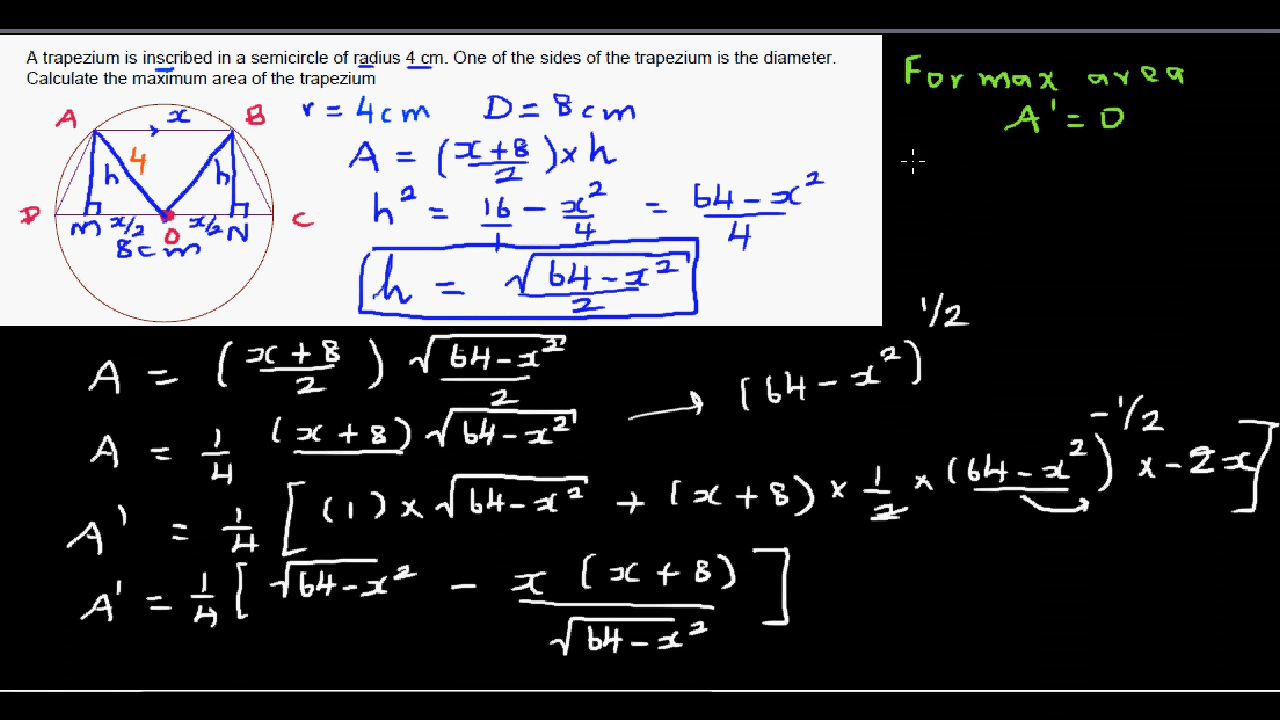 A trapezium is inscribed in a semicircle of radius 4 cm. One of the sides of the trapezium is the diameter.
Calculate the maximum area of the trapezium
A x B
4
h h
D M x/2 O x/2 N C
8cm
r = 4cm D = 8cm
A = (x+8/2) × h
h² = 16/1 − x²/4 = 64 − x²/4
h = √64 − x²/2
A = (x + 8/2) √64 − x²/2
A = 1/4 (x + 8) √64 − x² → (64 − x²)^1/2
A' = 1/4 [(1) × √64 − x² + (x + 8) × 1/2 × (64 − x²)^−1/2 × −2x]
A' = 1/4 [√64 − x² − x (x + 8)/√64 − x²]
For max area
A' = 0